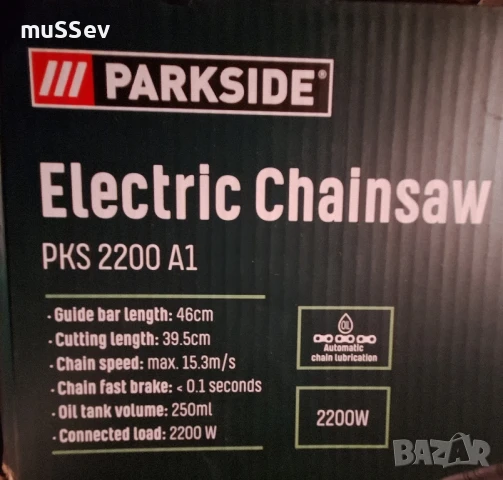 muSSev
PARKSIDE®
Electric Chainsaw
PKS 2200 A1
· Guide bar length: 46cm
· Cutting length: 39.5cm
· Chain speed: max. 15.3m/s
· Chain fast brake: < 0.1 seconds
· Oil tank volume: 250ml
· Connected load: 2200 W
OIL
Automatic
chain lubrication
2200W
BAZAR